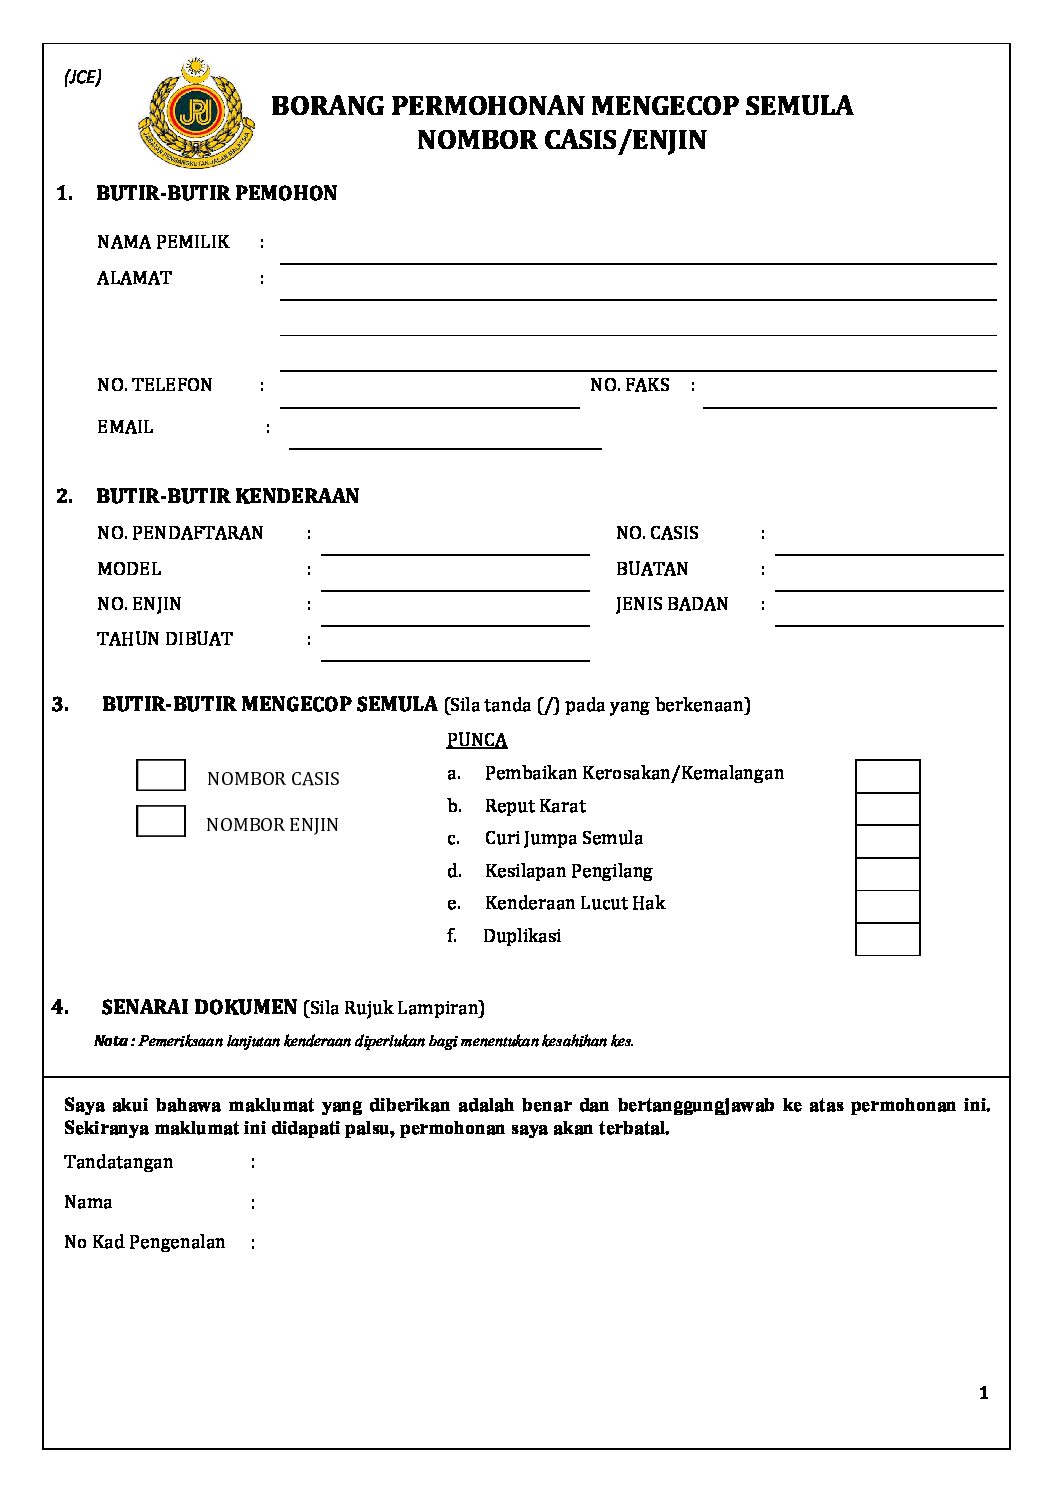 (JCE)
JPJ
JABATAN PENGANGKUTAN JALAN MALAYSIA
BORANG PERMOHONAN MENGECOP SEMULA
NOMBOR CASIS/ENJIN
1. BUTIR-BUTIR PEMOHON
NAMA PEMILIK :
ALAMAT :
NO. TELEFON : NO. FAKS :
EMAIL :
2. BUTIR-BUTIR KENDERAAN
NO. PENDAFTARAN : NO. CASIS :
MODEL : BUATAN :
NO. ENJIN : JENIS BADAN :
TAHUN DIBUAT :
3. BUTIR-BUTIR MENGECOP SEMULA (Sila tanda (/) pada yang berkenaan)
PUNCA
NOMBOR CASIS a. Pembaikan Kerosakan/Kemalangan
b. Reput Karat
NOMBOR ENJIN c. Curi Jumpa Semula
d. Kesilapan Pengilang
e. Kenderaan Lucut Hak
f. Duplikasi
4. SENARAI DOKUMEN (Sila Rujuk Lampiran)
Nota : Pemeriksaan lanjutan kenderaan diperlukan bagi menentukan kesahihan kes.
Saya akui bahawa maklumat yang diberikan adalah benar dan bertanggungjawab ke atas permohonan ini.
Sekiranya maklumat ini didapati palsu, permohonan saya akan terbatal.
Tandatangan :
Nama :
No Kad Pengenalan :
1